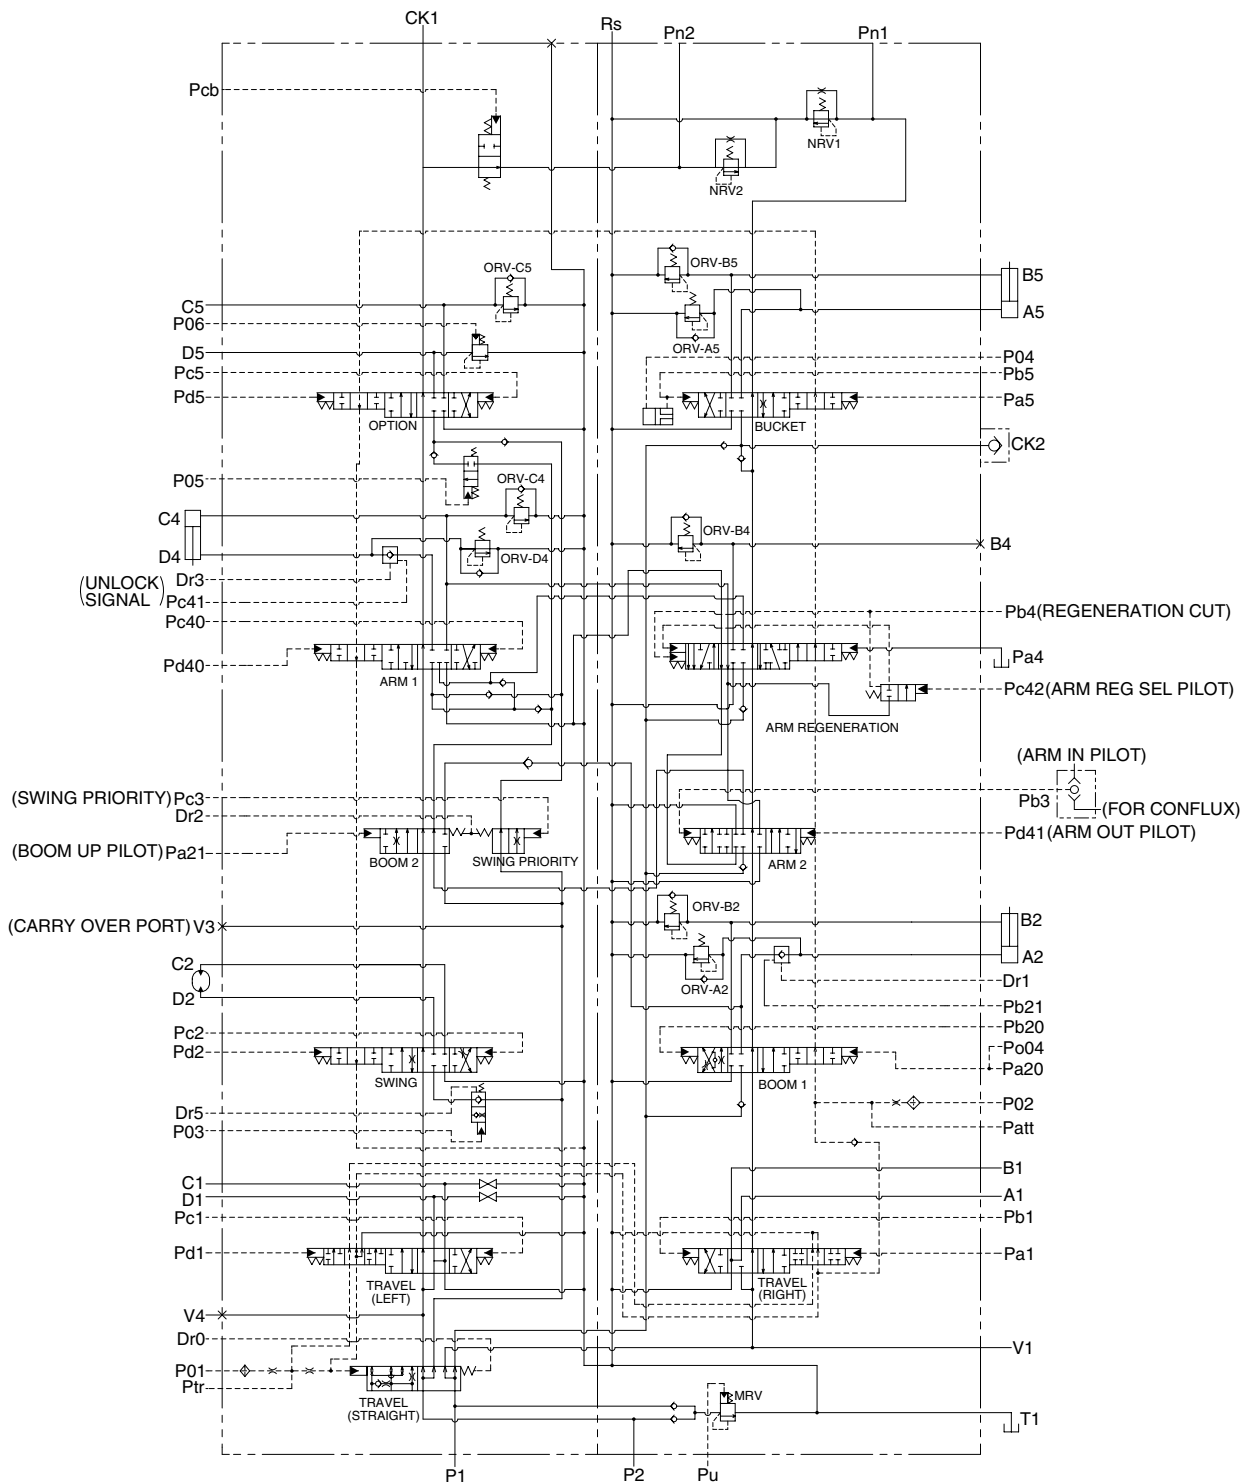 CK1
Rs
Pn2
Pn1
Pcb
NRV1
NRV2
ORV-C5
ORV-B5
B5
C5
A5
P06
ORV-A5
D5
P04
Pc5
Pb5
Pd5
Pa5
OPTION
BUCKET
CK2
P05
ORV-C4
C4
ORV-B4
B4
D4
ORV-D4
(UNLOCK SIGNAL)
Dr3
Pc41
Pc40
Pb4(REGENERATION CUT)
Pd40
Pa4
ARM 1
Pc42(ARM REG SEL PILOT)
ARM REGENERATION
(ARM IN PILOT)
(SWING PRIORITY)Pc3
Pb3
(FOR CONFLUX)
Dr2
Pd41(ARM OUT PILOT)
(BOOM UP PILOT)Pa21
BOOM 2
SWING PRIORITY
ARM 2
ORV-B2
(CARRY OVER PORT)V3
B2
C2
A2
ORV-A2
Dr1
D2
Pb21
Pc2
Pb20
Pd2
Po04
Pa20
SWING
BOOM 1
Dr5
P02
P03
Patt
C1
B1
D1
A1
Pc1
Pb1
Pd1
Pa1
TRAVEL
(LEFT)
TRAVEL
(RIGHT)
V4
Dr0
V1
P01
Ptr
TRAVEL
(STRAIGHT)
MRV
T1
P1
P2
Pu